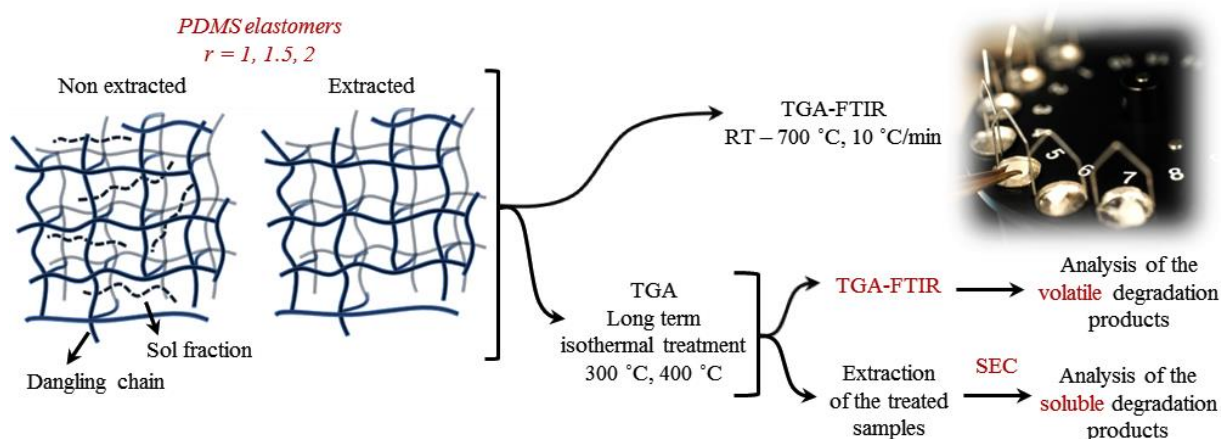 PDMS elastomers
r = 1, 1.5, 2
Non extracted
Extracted
Sol fraction
Dangling chain
TGA-FTIR
RT – 700 ˚C, 10 ˚C/min
5
6
7
8
TGA
Long term
isothermal treatment
300 ˚C, 400 ˚C
TGA-FTIR
Analysis of the
volatile degradation
products
Extraction
of the treated
samples
SEC
Analysis of the
soluble degradation
products